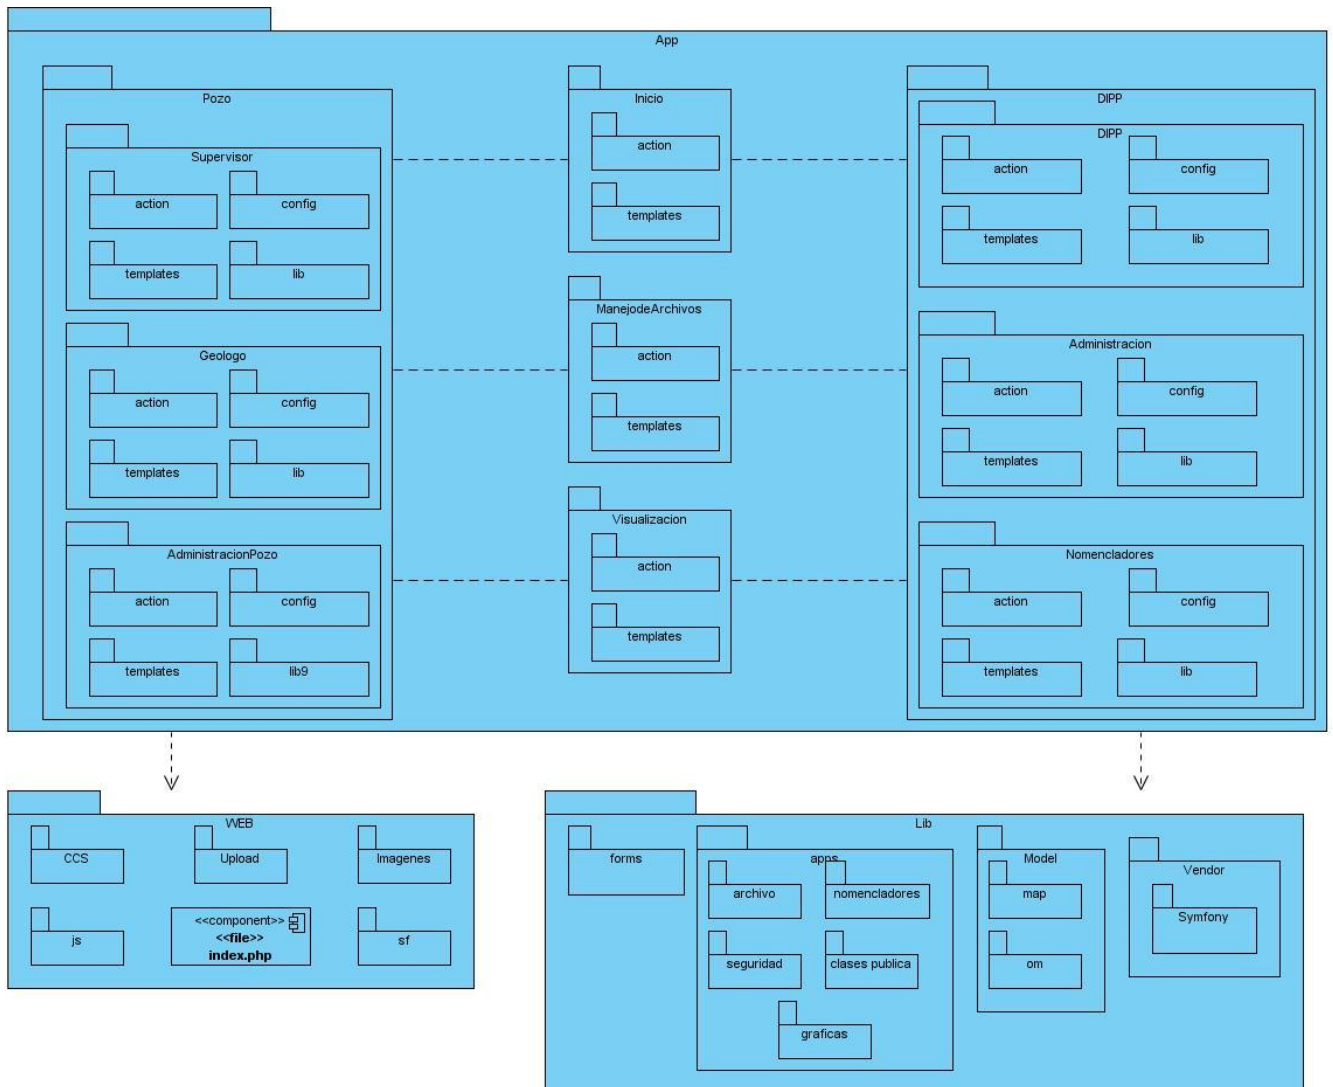 App
Pozo
Supervisor
action
config
templates
lib
Geologo
action
config
templates
lib
AdministracionPozo
action
config
templates
lib9
Inicio
action
templates
ManejodeArchivos
action
templates
Visualizacion
action
templates
DIPP
DIPP
action
config
templates
lib
Administracion
action
config
templates
lib
Nomencladores
action
config
templates
lib
WEB
CCS
Upload
Imagenes
js
<<component>>
<<file>>
index.php
sf
Lib
forms
apps
archivo
nomencladores
seguridad
clases publica
graficas
Model
map
om
Vendor
Symfony